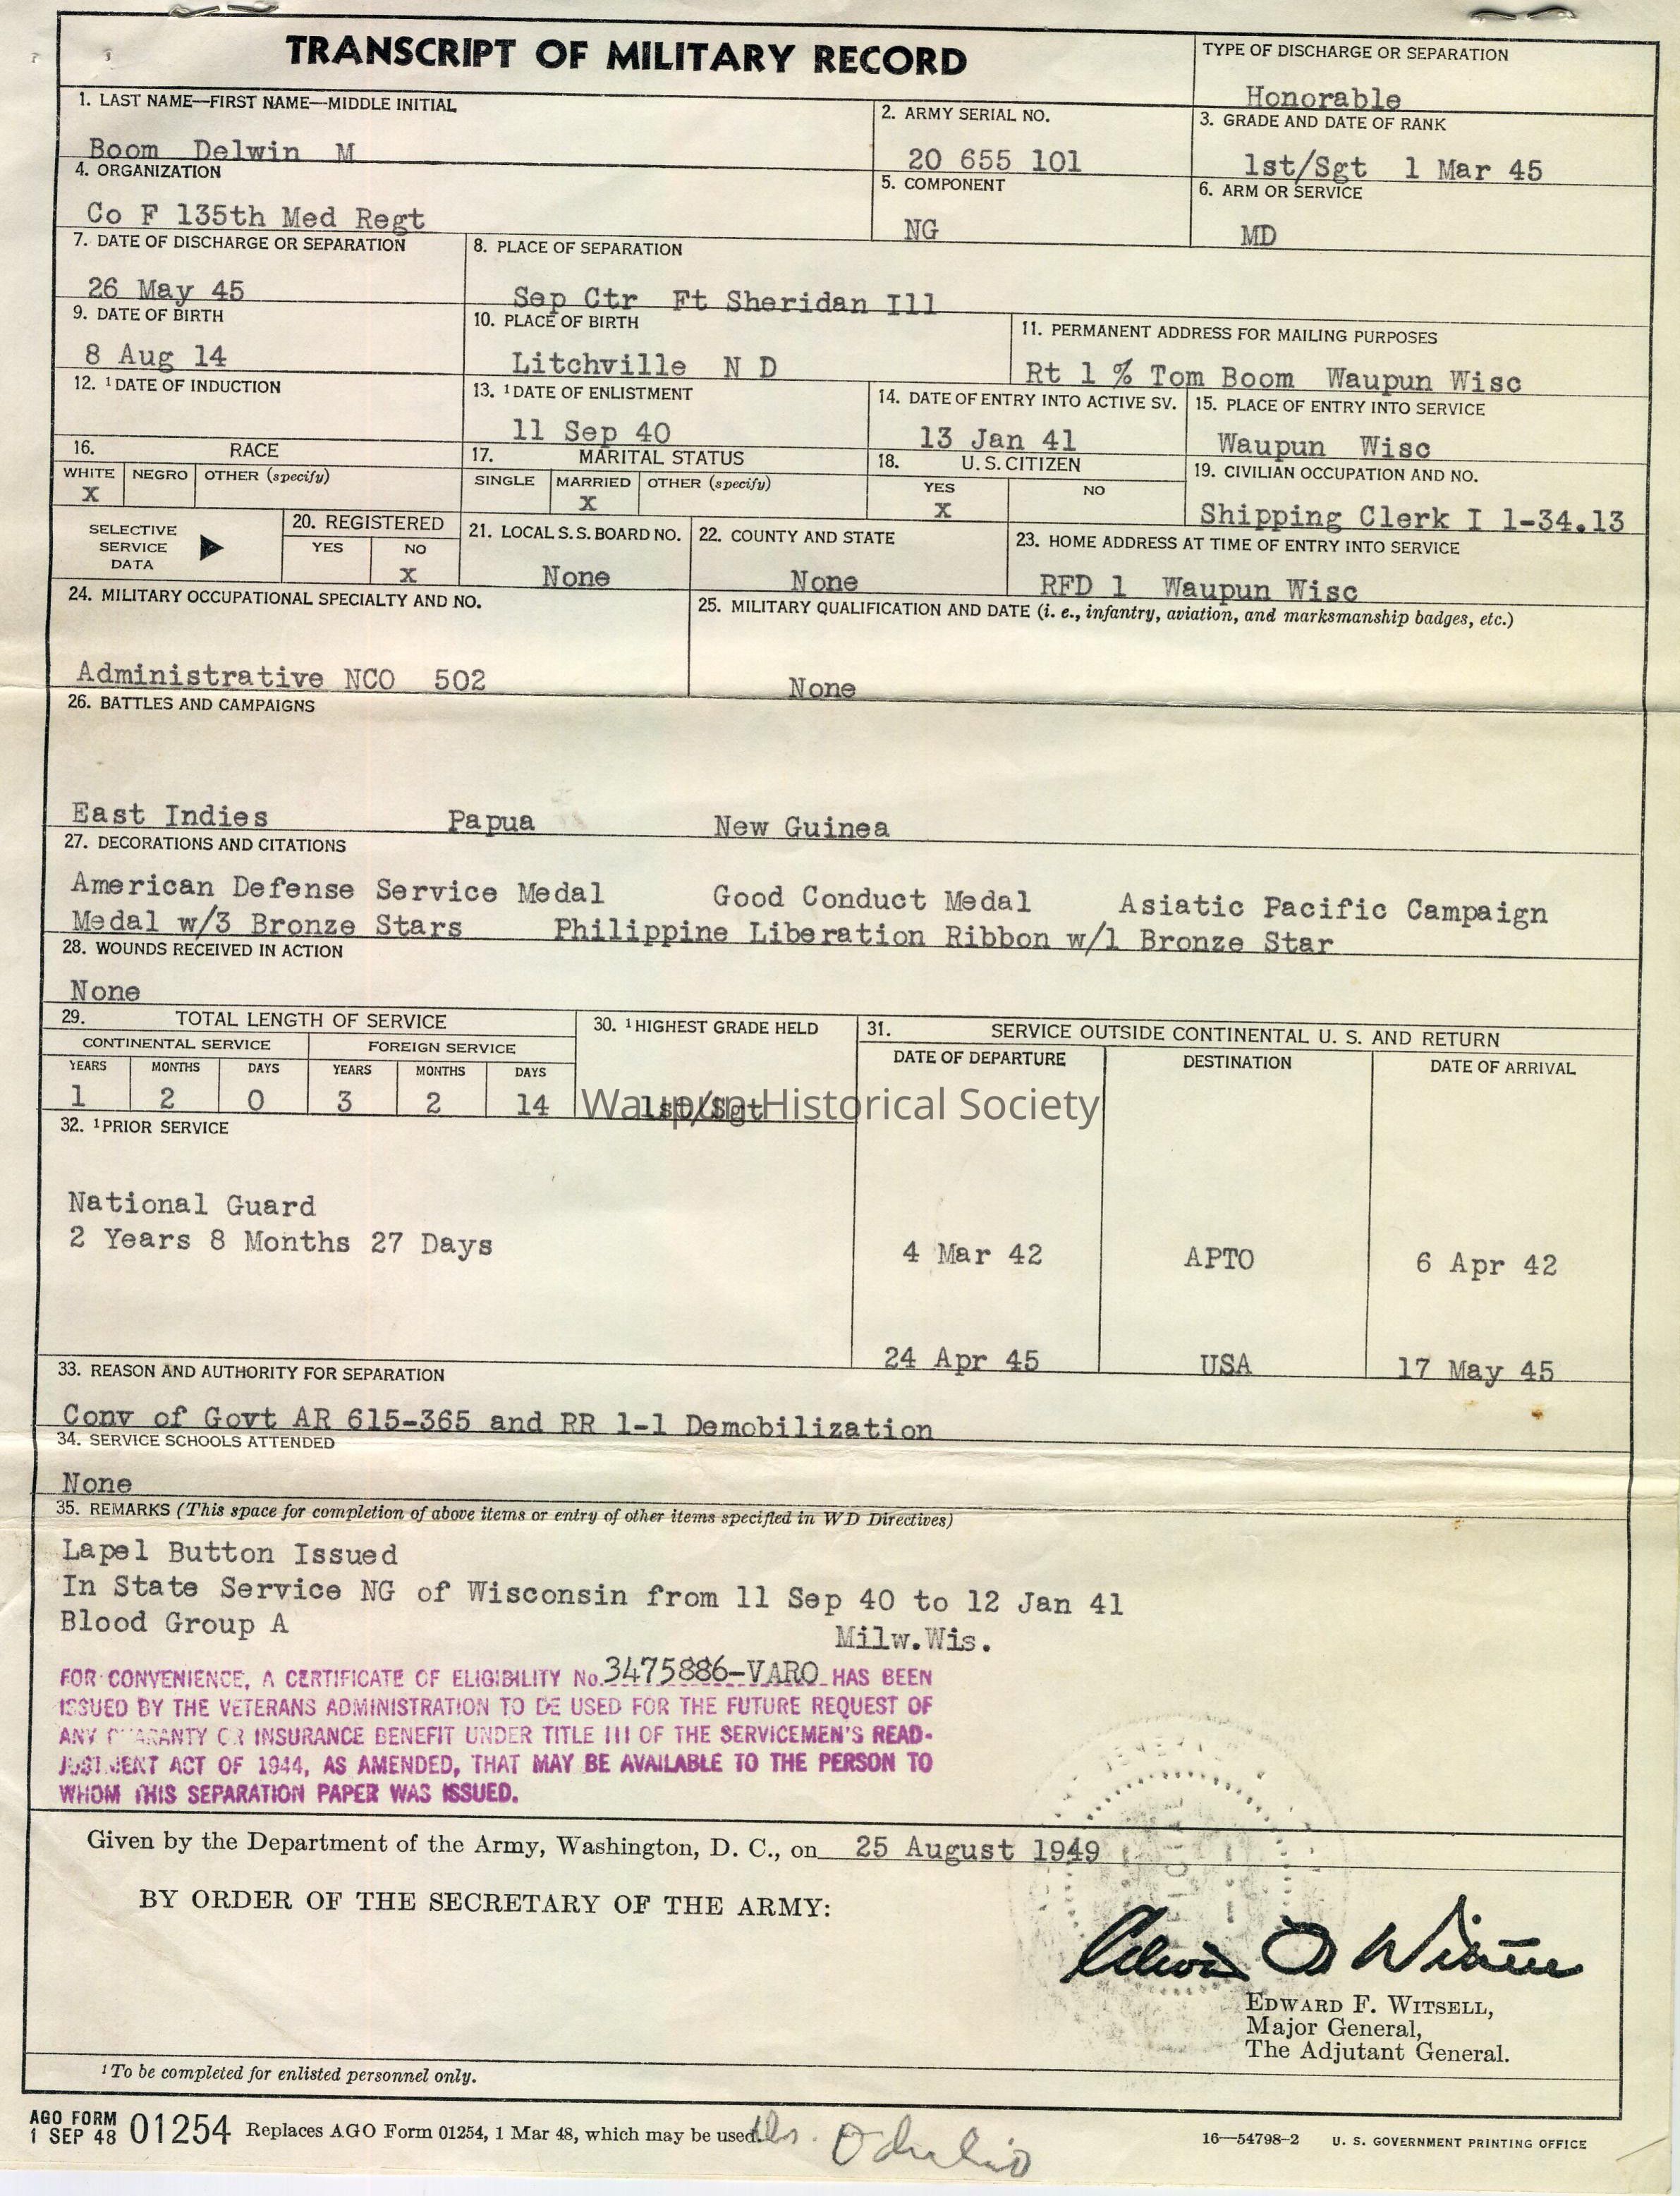 TRANSCRIPT OF MILITARY RECORD
TYPE OF DISCHARGE OR SEPARATION
Honorable
1. LAST NAME—FIRST NAME—MIDDLE INITIAL
Boom Delwin M
2. ARMY SERIAL NO.
20 655 101
3. GRADE AND DATE OF RANK
1st/Sgt 1 Mar 45
4. ORGANIZATION
Co F 135th Med Regt
5. COMPONENT
NG
6. ARM OR SERVICE
MD
7. DATE OF DISCHARGE OR SEPARATION
26 May 45
8. PLACE OF SEPARATION
Sep Ctr Ft Sheridan Ill
9. DATE OF BIRTH
8 Aug 14
10. PLACE OF BIRTH
Litchville N D
11. PERMANENT ADDRESS FOR MAILING PURPOSES
Rt 1 % Tom Boom Waupun Wisc
12. ¹DATE OF INDUCTION
13. ¹DATE OF ENLISTMENT
11 Sep 40
14. DATE OF ENTRY INTO ACTIVE SV.
13 Jan 41
15. PLACE OF ENTRY INTO SERVICE
Waupun Wisc
16. RACE
WHITE NEGRO OTHER (specify)
X
17. MARITAL STATUS
SINGLE MARRIED OTHER (specify)
X
18. U.S. CITIZEN
YES NO
X
19. CIVILIAN OCCUPATION AND NO.
Shipping Clerk I 1-34.13
SELECTIVE
SERVICE
DATA
20. REGISTERED
YES NO
X
21. LOCAL S.S. BOARD NO.
None
22. COUNTY AND STATE
None
23. HOME ADDRESS AT TIME OF ENTRY INTO SERVICE
RFD 1 Waupun Wisc
24. MILITARY OCCUPATIONAL SPECIALTY AND NO.
Administrative NCO 502
25. MILITARY QUALIFICATION AND DATE (i. e., infantry, aviation, and marksmanship badges, etc.)
None
26. BATTLES AND CAMPAIGNS
East Indies Papua New Guinea
27. DECORATIONS AND CITATIONS
American Defense Service Medal Good Conduct Medal Asiatic Pacific Campaign
Medal w/3 Bronze Stars Philippine Liberation Ribbon w/1 Bronze Star
28. WOUNDS RECEIVED IN ACTION
None
29. TOTAL LENGTH OF SERVICE
CONTINENTAL SERVICE FOREIGN SERVICE
YEARS MONTHS DAYS YEARS MONTHS DAYS
1 2 0 3 2 14
30. ¹HIGHEST GRADE HELD
1st/Sgt
Waupun Historical Society
31. SERVICE OUTSIDE CONTINENTAL U. S. AND RETURN
DATE OF DEPARTURE DESTINATION DATE OF ARRIVAL
4 Mar 42 APTO 6 Apr 42
24 Apr 45 USA 17 May 45
32. ¹PRIOR SERVICE
National Guard
2 Years 8 Months 27 Days
33. REASON AND AUTHORITY FOR SEPARATION
Conv of Govt AR 615-365 and RR 1-1 Demobilization
34. SERVICE SCHOOLS ATTENDED
None
35. REMARKS (This space for completion of above items or entry of other items specified in WD Directives)
Lapel Button Issued
In State Service NG of Wisconsin from 11 Sep 40 to 12 Jan 41
Blood Group A
Milw.Wis.
FOR CONVENIENCE, A CERTIFICATE OF ELIGIBILITY No. 3475886-VARO HAS BEEN
ISSUED BY THE VETERANS ADMINISTRATION TO BE USED FOR THE FUTURE REQUEST OF
ANY GUARANTY OR INSURANCE BENEFIT UNDER TITLE III OF THE SERVICEMEN'S READ-
JUSTMENT ACT OF 1944, AS AMENDED, THAT MAY BE AVAILABLE TO THE PERSON TO
WHOM THIS SEPARATION PAPER WAS ISSUED.
Given by the Department of the Army, Washington, D. C., on 25 August 1949
BY ORDER OF THE SECRETARY OF THE ARMY:
EDWARD F. WITSELL,
Major General,
The Adjutant General.
¹To be completed for enlisted personnel only.
AGO FORM
1 SEP 48 01254 Replaces AGO Form 01254, 1 Mar 48, which may be used.
16—54798-2 U. S. GOVERNMENT PRINTING OFFICE